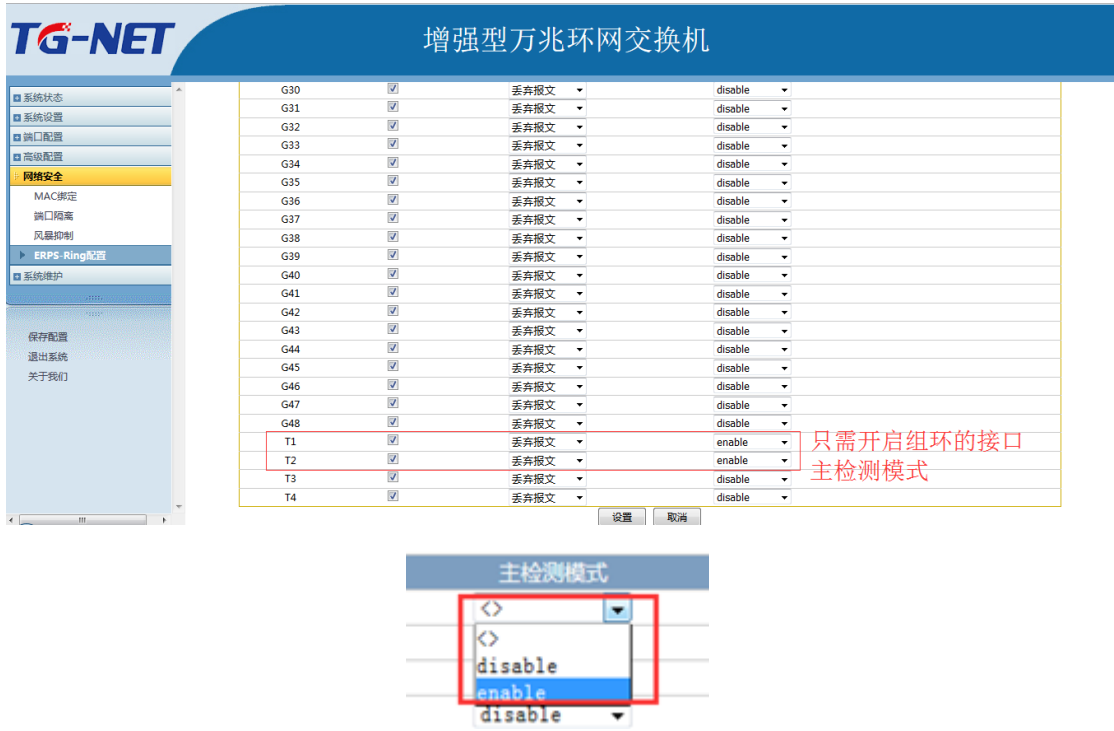 TG-NET
增强型万兆环网交换机
系统状态
系统设置
端口配置
高级配置
网络安全
MAC绑定
端口隔离
风暴抑制
ERPS-Ring配置
系统维护
保存配置
退出系统
关于我们
G30 丢弃报文 disable
G31 丢弃报文 disable
G32 丢弃报文 disable
G33 丢弃报文 disable
G34 丢弃报文 disable
G35 丢弃报文 disable
G36 丢弃报文 disable
G37 丢弃报文 disable
G38 丢弃报文 disable
G39 丢弃报文 disable
G40 丢弃报文 disable
G41 丢弃报文 disable
G42 丢弃报文 disable
G43 丢弃报文 disable
G44 丢弃报文 disable
G45 丢弃报文 disable
G46 丢弃报文 disable
G47 丢弃报文 disable
G48 丢弃报文 disable
T1 丢弃报文 enable
T2 丢弃报文 enable
T3 丢弃报文 disable
T4 丢弃报文 disable
只需开启组环的接口
主检测模式
设置 取消
主检测模式
<>
<>
disable
enable
disable